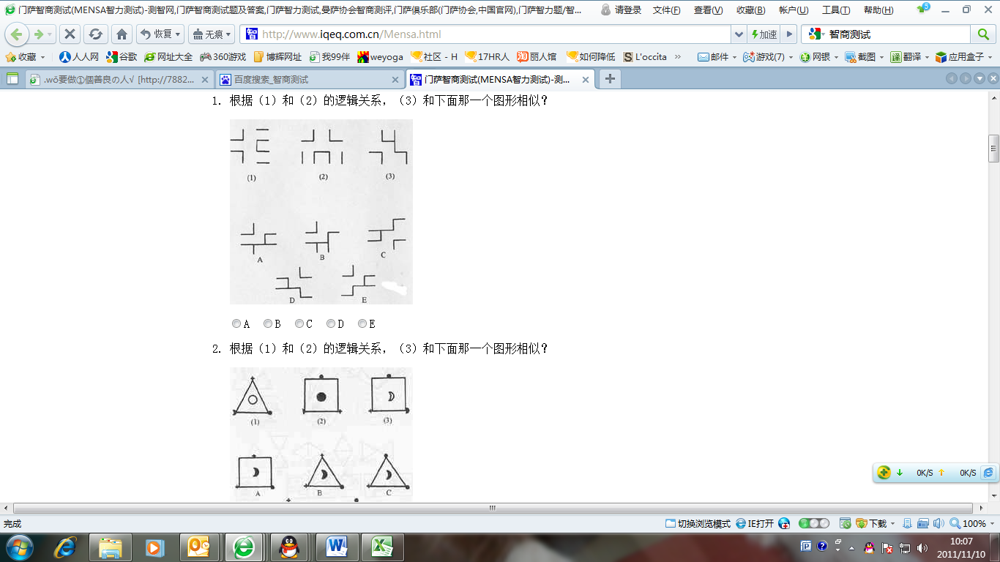 门萨智商测试(MENSA智力测试)-测智网,门萨智商测试题及答案,门萨智力测试,曼萨协会智商测评,门萨俱乐部(门萨协会,中国官网),门萨智力题/智... 请登录 文件(F) 查看(V) 收藏(B) 帐户(U) 工具(T) 帮助(H) 5
恢复 无痕 智 http://www.iqeq.com.cn/Mensa.html 加速 智商测试
收藏 人人网 谷歌 网址大全 360游戏 博辉网址 我99伴 weyoga 社区 - H 17HR人 丽人馆 如何降低 L'occita » 邮件 游戏(7) 网银 截图 翻译 应用盒子
.wǒ要做①個善良の人√ [http://7882... 百度搜索_智商测试 智 门萨智商测试(MENSA智力测试)-测...
1. 根据（1）和（2）的逻辑关系，（3）和下面那一个图形相似？
(1) (2) (3)
A B C
D E
A B C D E
2. 根据（1）和（2）的逻辑关系，（3）和下面那一个图形相似？
(1) (2) (3)
A B C
0K/S 0K/S
完成 切换浏览模式 IE打开 下载 100%
10:07
2011/11/10